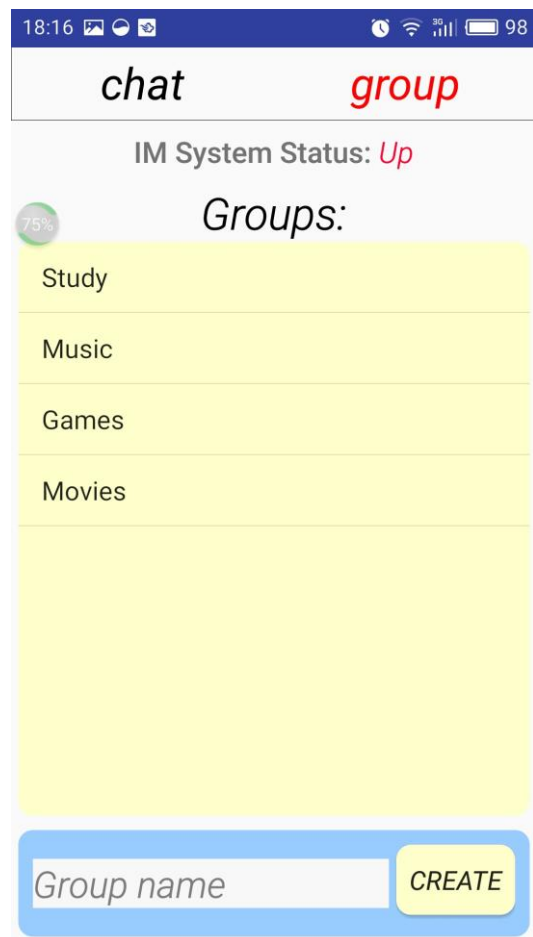 18:16 98
chat group
IM System Status: Up
75%
Groups:
Study
Music
Games
Movies
Group name CREATE